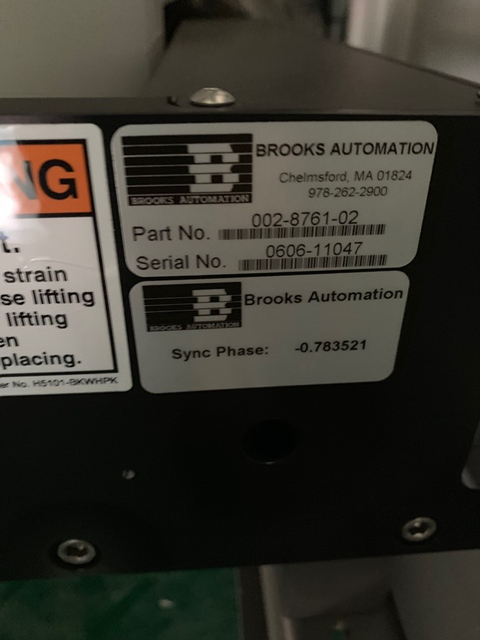 NG
t.
strain
se lifting
lifting
en
placing.
er No. H5101-BKWHPK
B
BROOKS AUTOMATION
BROOKS AUTOMATION
Chelmsford, MA 01824
978-262-2900
Part No. 002-8761-02
Serial No. 0606-11047
B
BROOKS AUTOMATION
Brooks Automation
Sync Phase: -0.783521